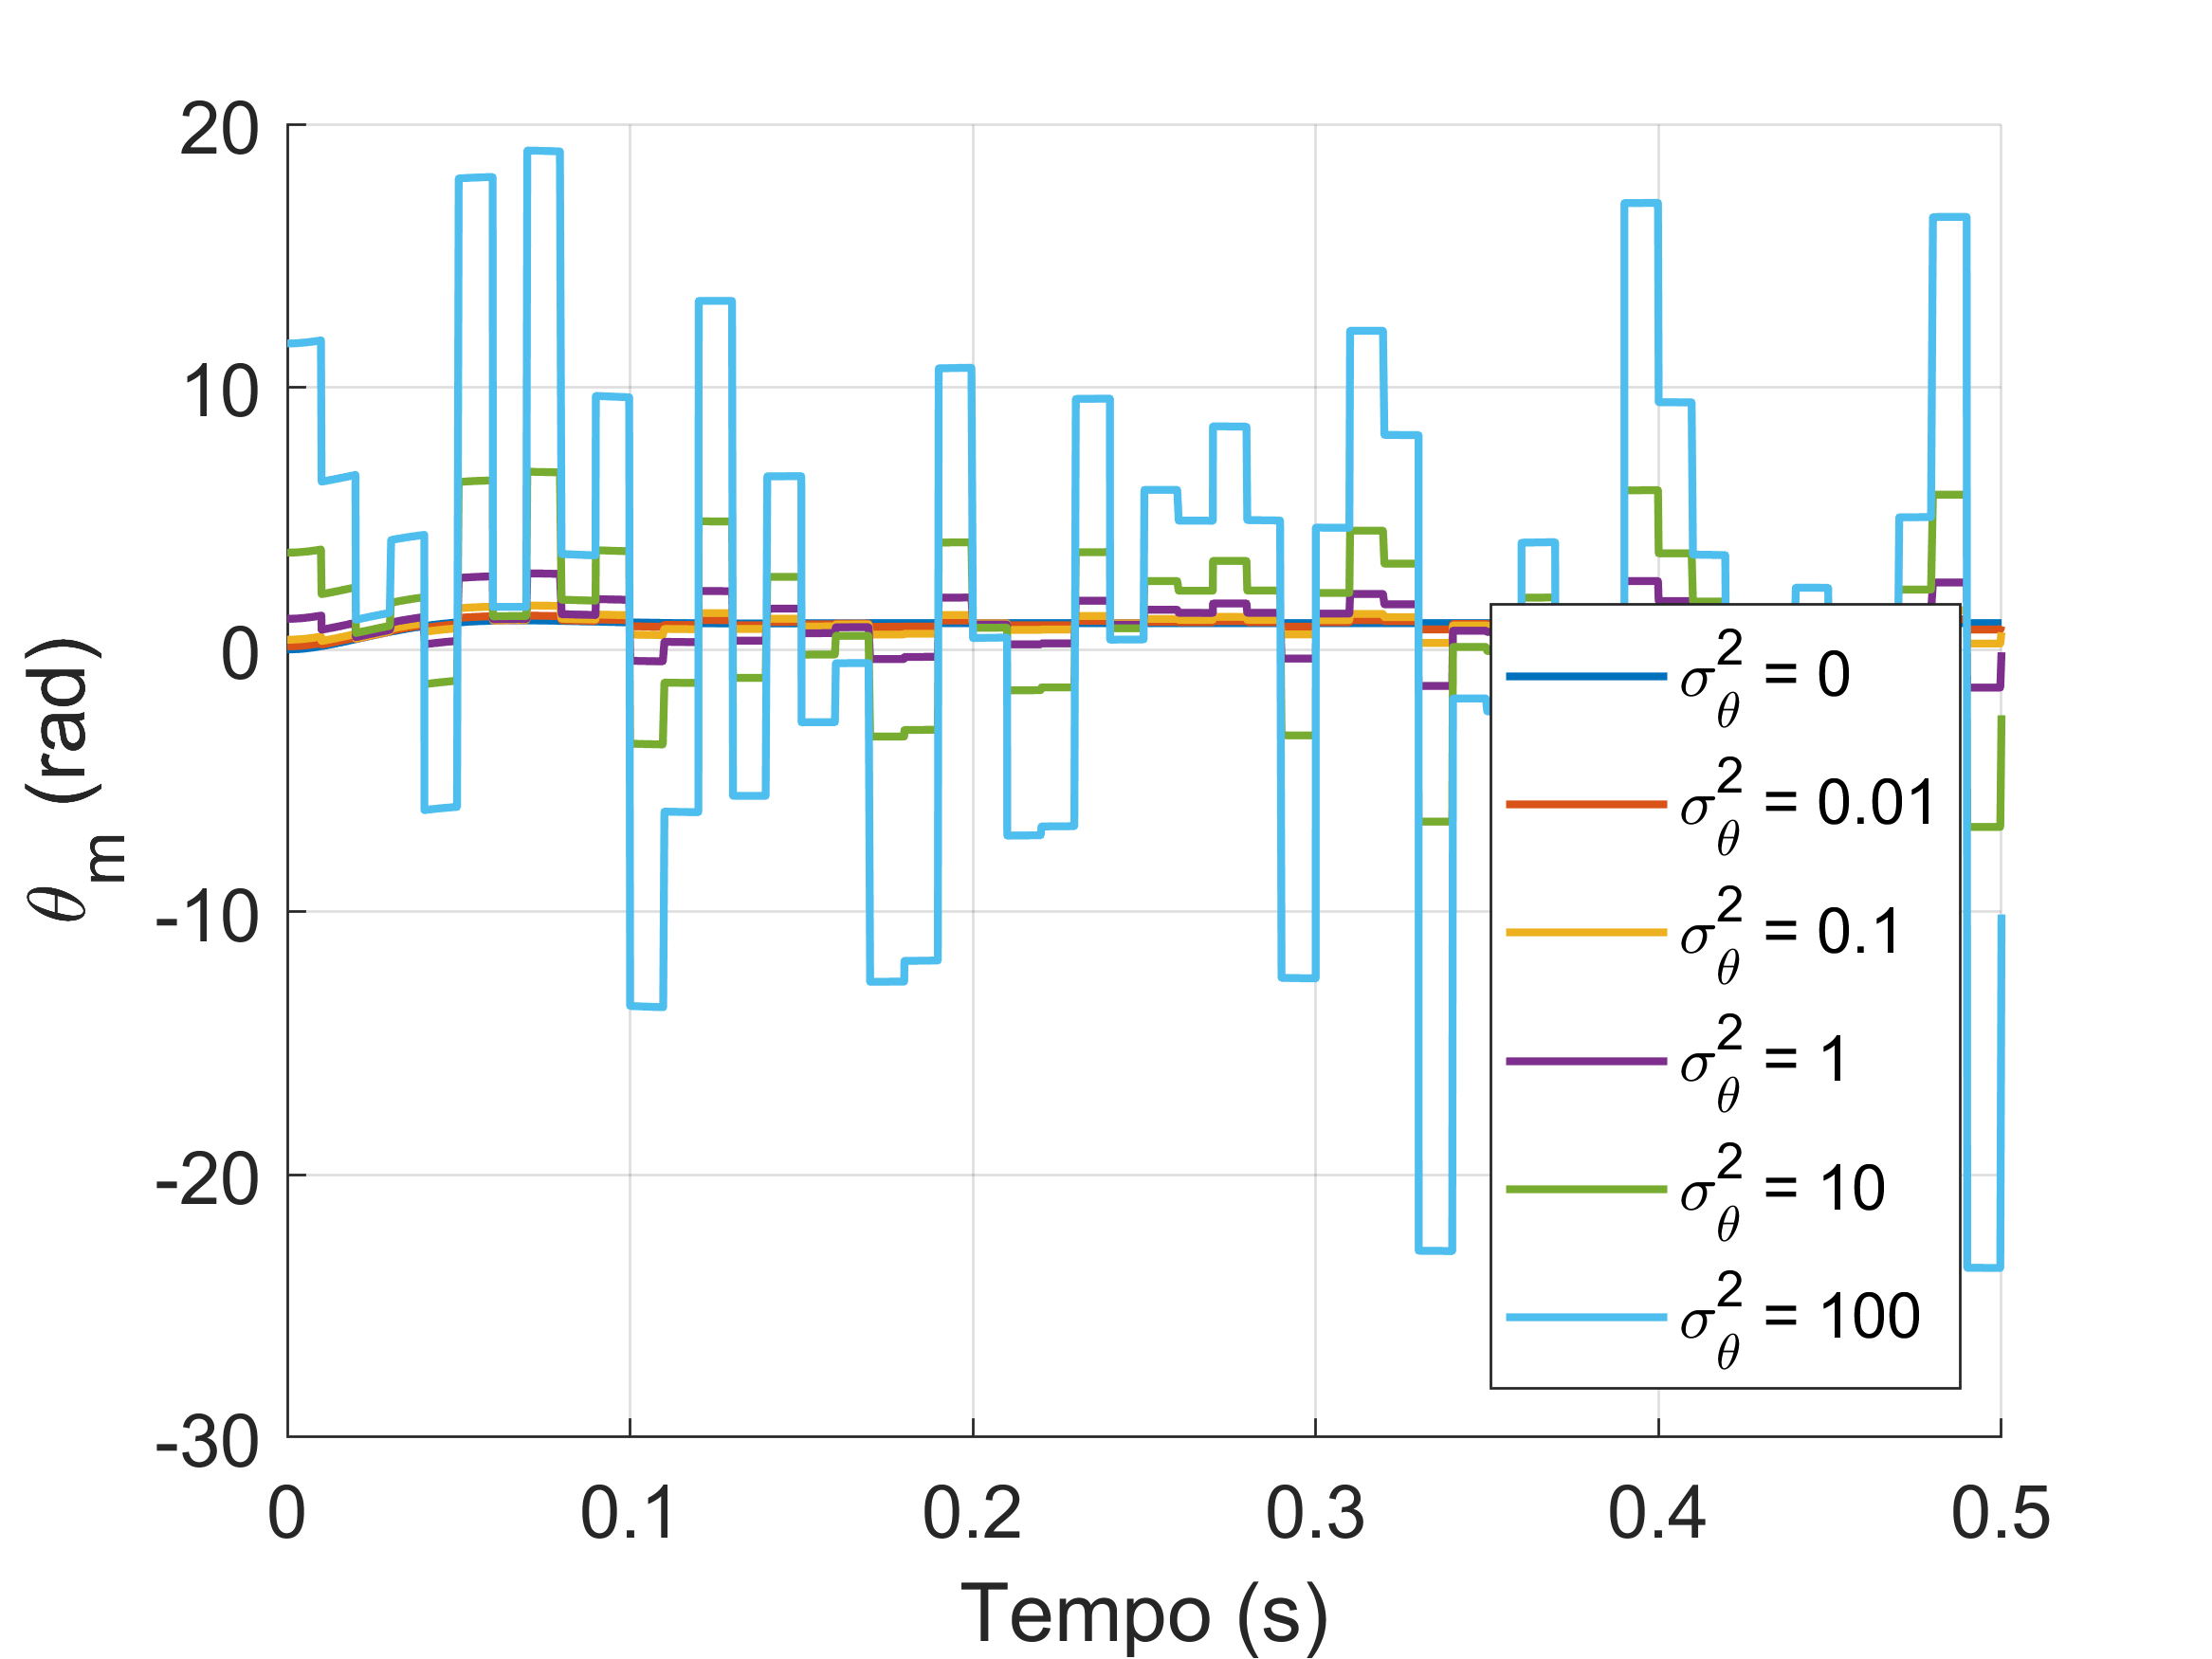 20
10
0
-10
-20
-30
θm (rad)
0 0.1 0.2 0.3 0.4 0.5
Tempo (s)
σ²θ̇ = 0
σ²θ̇ = 0.01
σ²θ̇ = 0.1
σ²θ̇ = 1
σ²θ̇ = 10
σ²θ̇ = 100